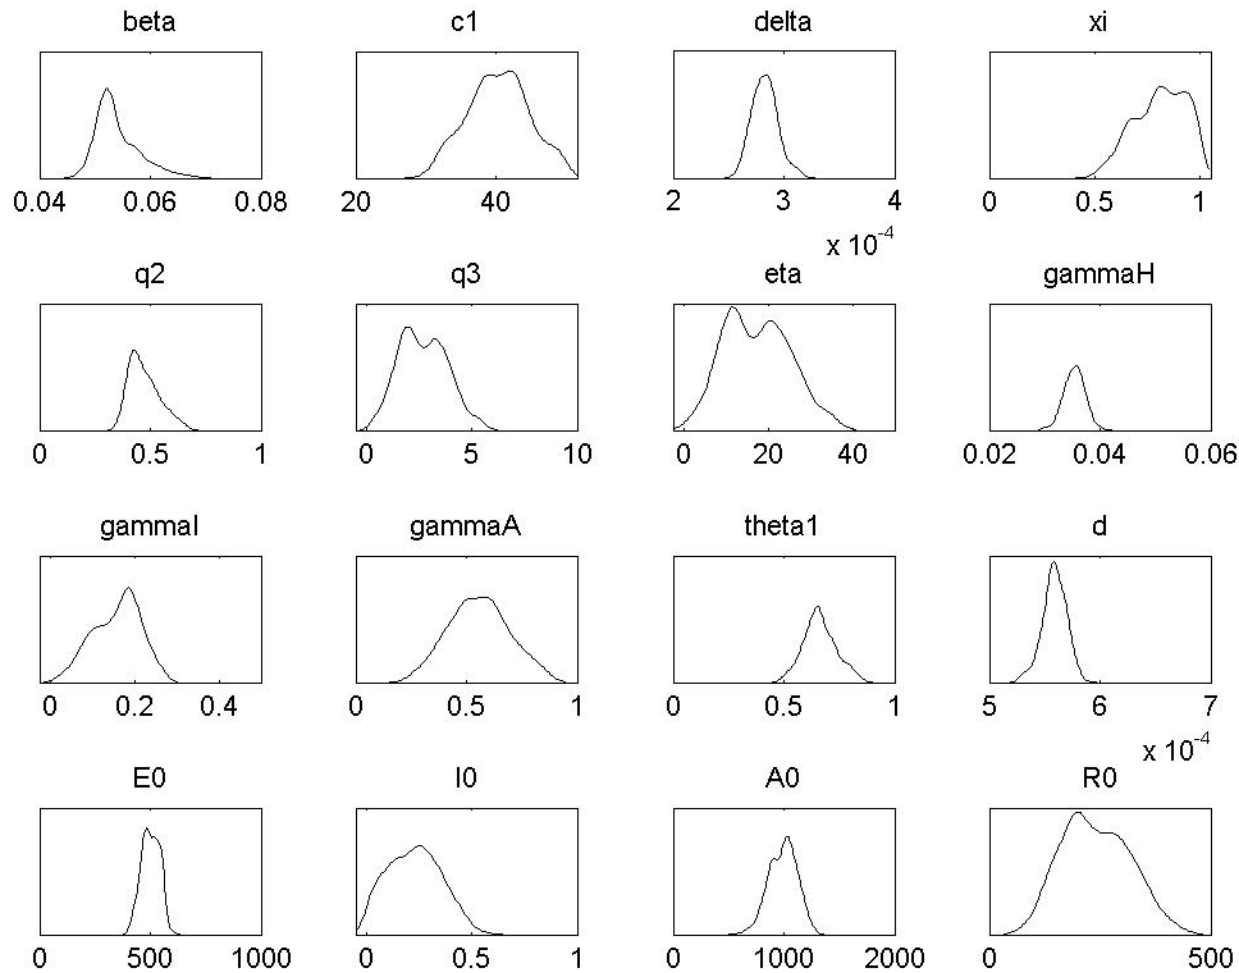 beta c1 delta xi
0.04 0.06 0.08 20 40 2 3 4 0 0.5 1
x 10-4
q2 q3 eta gammaH
0 0.5 1 0 5 10 0 20 40 0.02 0.04 0.06
gammaI gammaA theta1 d
0 0.2 0.4 0 0.5 1 0 0.5 1 5 6 7
x 10-4
E0 I0 A0 R0
0 500 1000 0 0.5 1 0 1000 2000 0 500